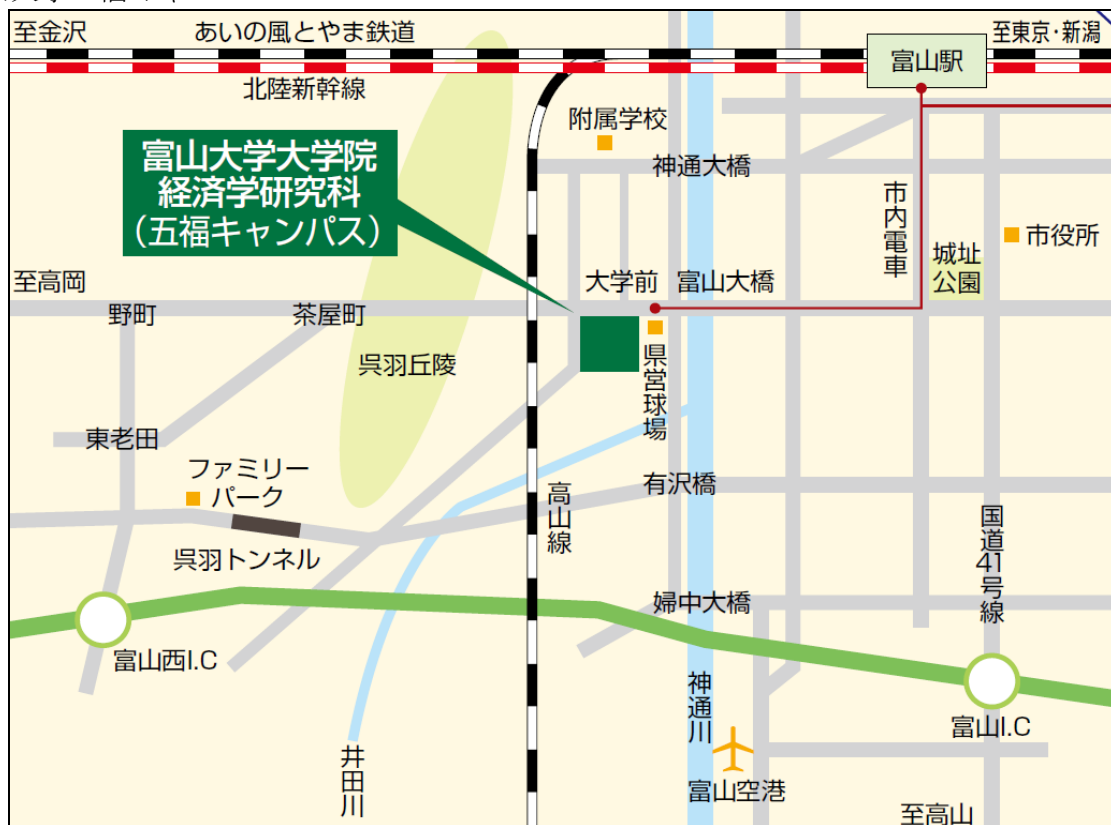 至金沢
あいの風とやま鉄道
至東京・新潟
富山駅
北陸新幹線
附属学校
富山大学大学院
経済学研究科
（五福キャンパス）
神通大橋
市内電車
市役所
城址
公園
至高岡
大学前
富山大橋
野町
茶屋町
呉羽丘陵
県営球場
東老田
ファミリー
パーク
有沢橋
高山線
国道41号線
呉羽トンネル
婦中大橋
富山西I.C
神通川
富山I.C
井田川
富山空港
至高山